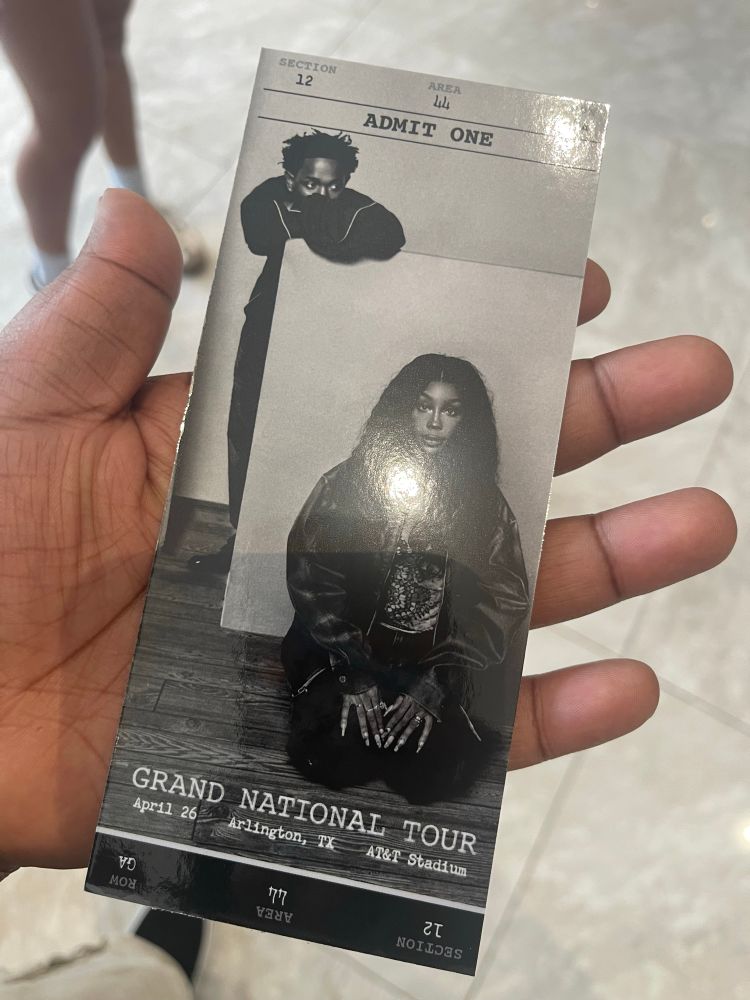 SECTION AREA
12 44
ADMIT ONE
GRAND NATIONAL TOUR
April 26 Arlington, TX AT&T Stadium
SECTION AREA ROW
12 44 GA